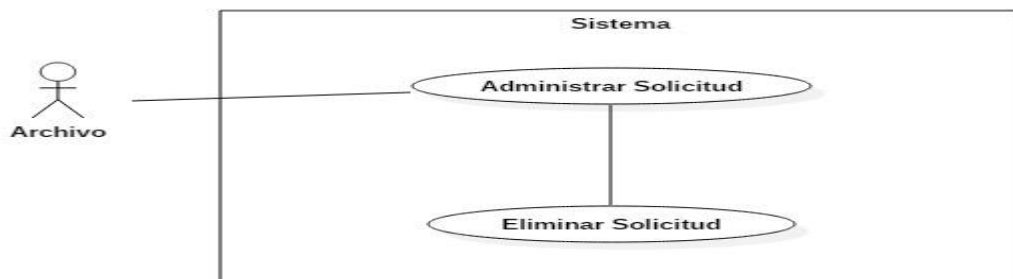 Sistema
Administrar Solicitud
Archivo
Eliminar Solicitud